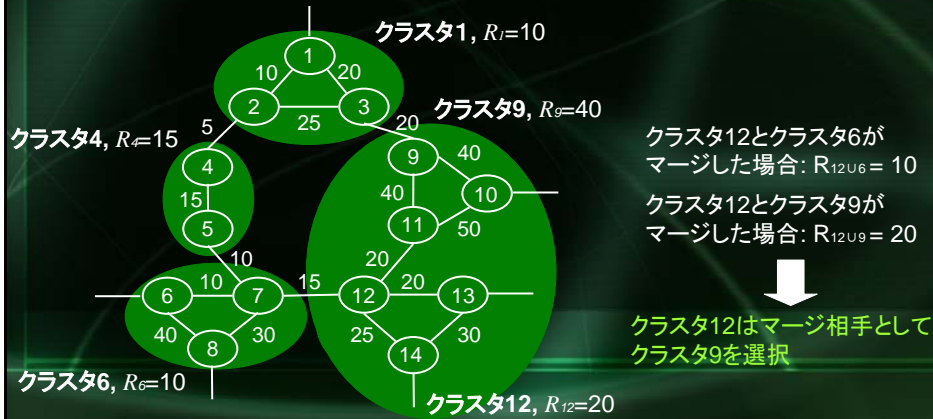 クラスタ1, R1=10
1
10
20
2
3
25
クラスタ9, R9=40
5
20
クラスタ4, R4=15
9
40
4
10
40
15
11
50
5
20
10
6
10
7
15
12
20
13
40
30
25
30
8
14
クラスタ6, R6=10
クラスタ12, R12=20
クラスタ12とクラスタ6が
マージした場合: R12∪6 = 10
クラスタ12とクラスタ9が
マージした場合: R12∪9 = 20
クラスタ12はマージ相手として
クラスタ9を選択